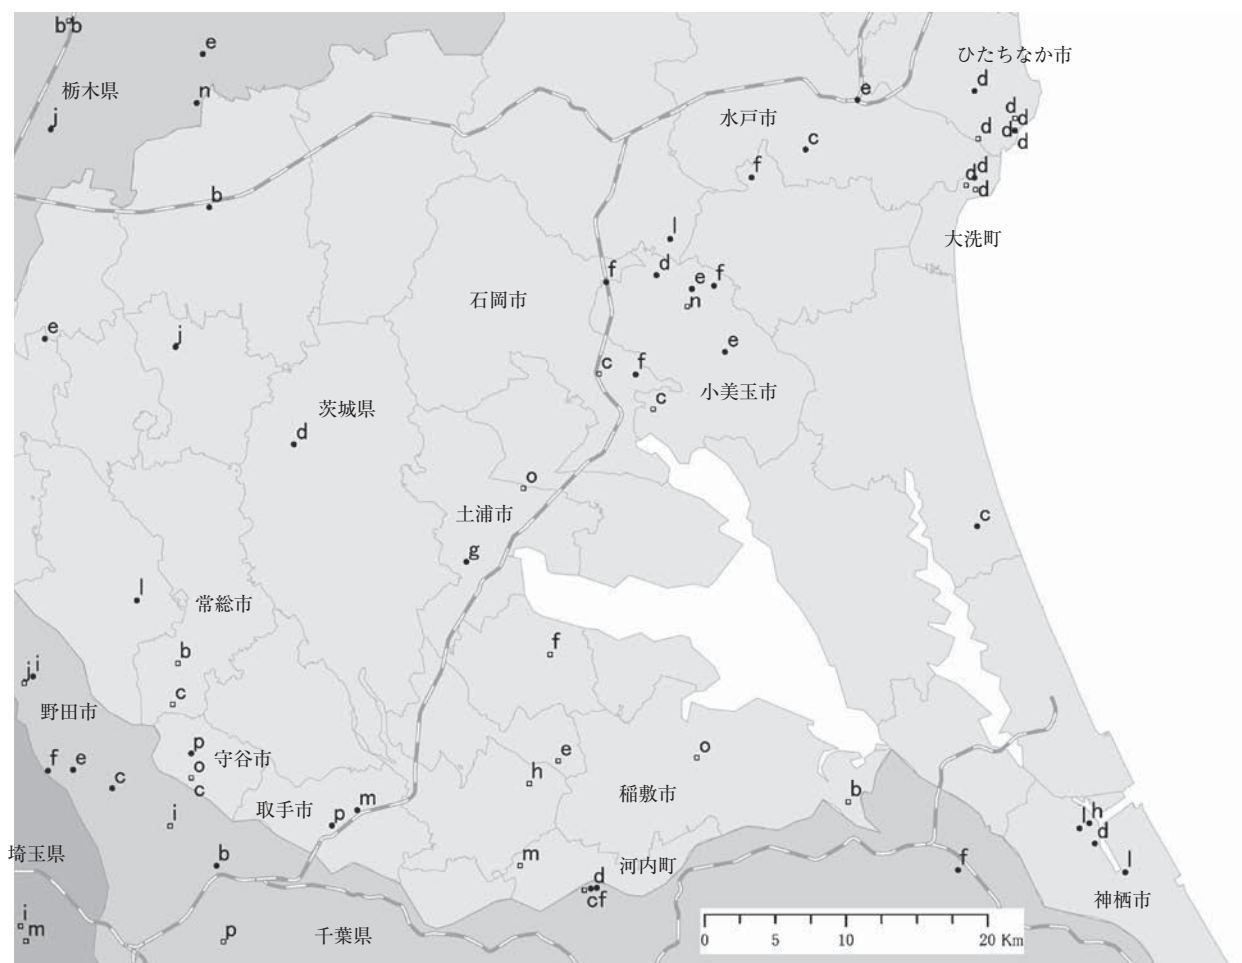 b b
e
ひたちなか市
栃木県
n
e
d
j
水戸市
d
d
d
d
d
c
f
d
d
d
b
l
大洗町
d
f
e
f
石岡市
n
e
j
e
c
f
小美玉市
茨城県
c
d
o
土浦市
c
g
l
常総市
f
b
j i
c
野田市
p
守谷市
e
o
f
e
o
c
h
稲敷市
c
取手市
m
b
i
p
l
h
d
埼玉県
b
m
河内町
f
l
d
c f
神栖市
i
m
p
千葉県
0 5 10 20 Km